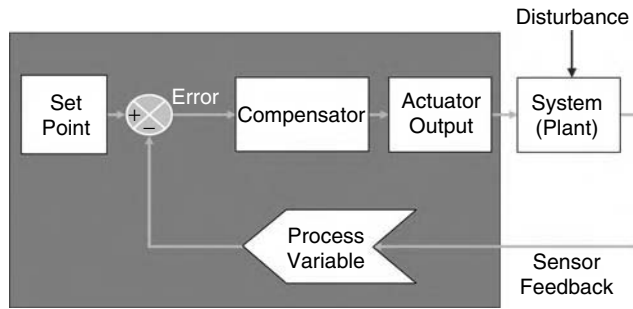 Disturbance
Set
Point
+
−
Error
Compensator
Actuator
Output
System
(Plant)
Process
Variable
Sensor
Feedback